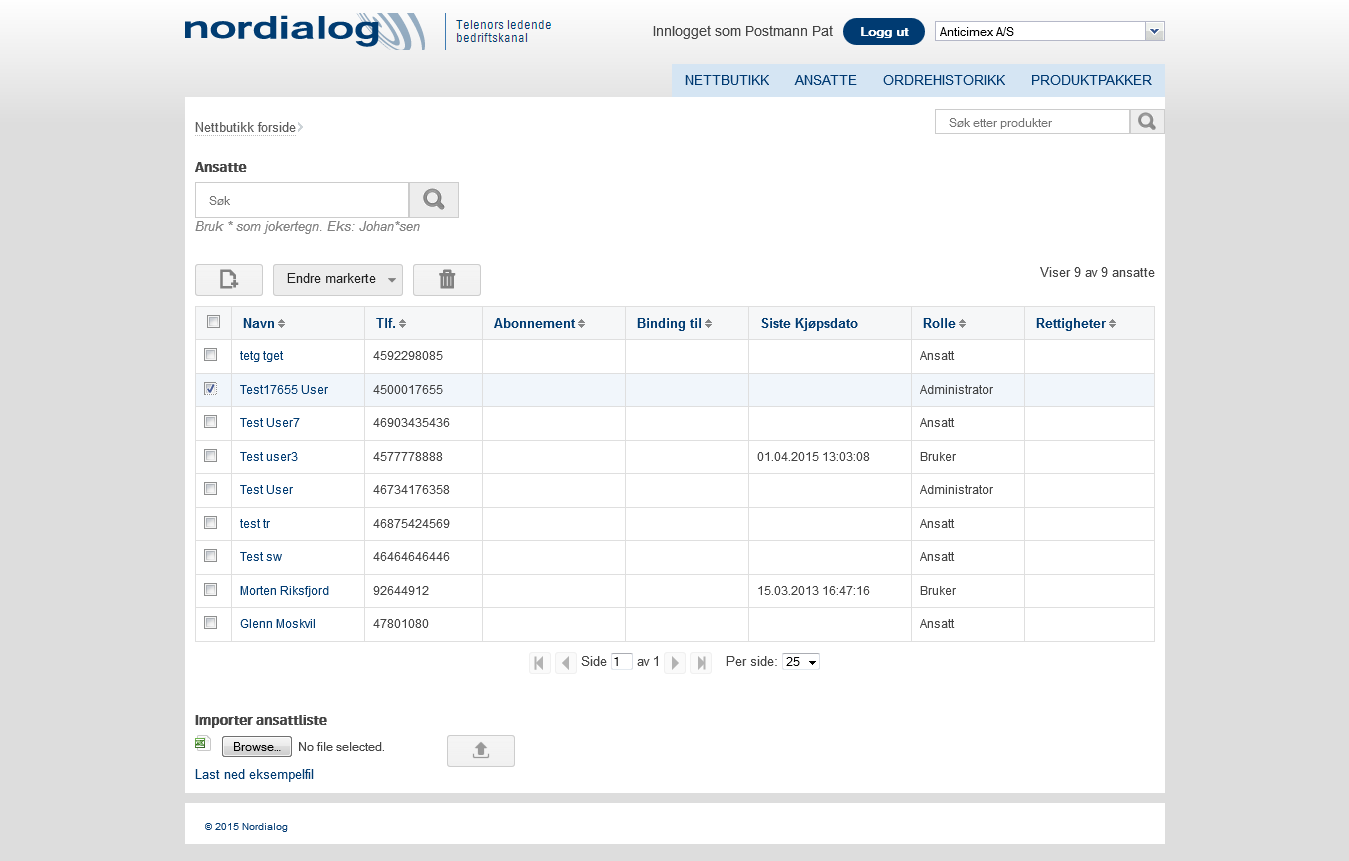 nordialog
Telenors ledende
bedriftskanal
Innlogget som Postmann Pat
Logg ut
Anticimex A/S
NETTBUTIKK ANSATTE ORDREHISTORIKK PRODUKTPAKKER
Nettbutikk forside
Søk etter produkter
Ansatte
Søk
Bruk * som jokertegn. Eks: Johan*sen
Endre markerte
Viser 9 av 9 ansatte
Navn Tlf. Abonnement Binding til Siste Kjøpsdato Rolle Rettigheter
tetg tget 4592298085 Ansatt
Test17655 User 4500017655 Administrator
Test User7 46903435436 Ansatt
Test user3 4577778888 01.04.2015 13:03:08 Bruker
Test User 46734176358 Administrator
test tr 46875424569 Ansatt
Test sw 46464646446 Ansatt
Morten Riksfjord 92644912 15.03.2013 16:47:16 Bruker
Glenn Moskvil 47801080 Ansatt
Side 1 av 1 Per side: 25
Importer ansattliste
Browse... No file selected.
Last ned eksempelfil
© 2015 Nordialog